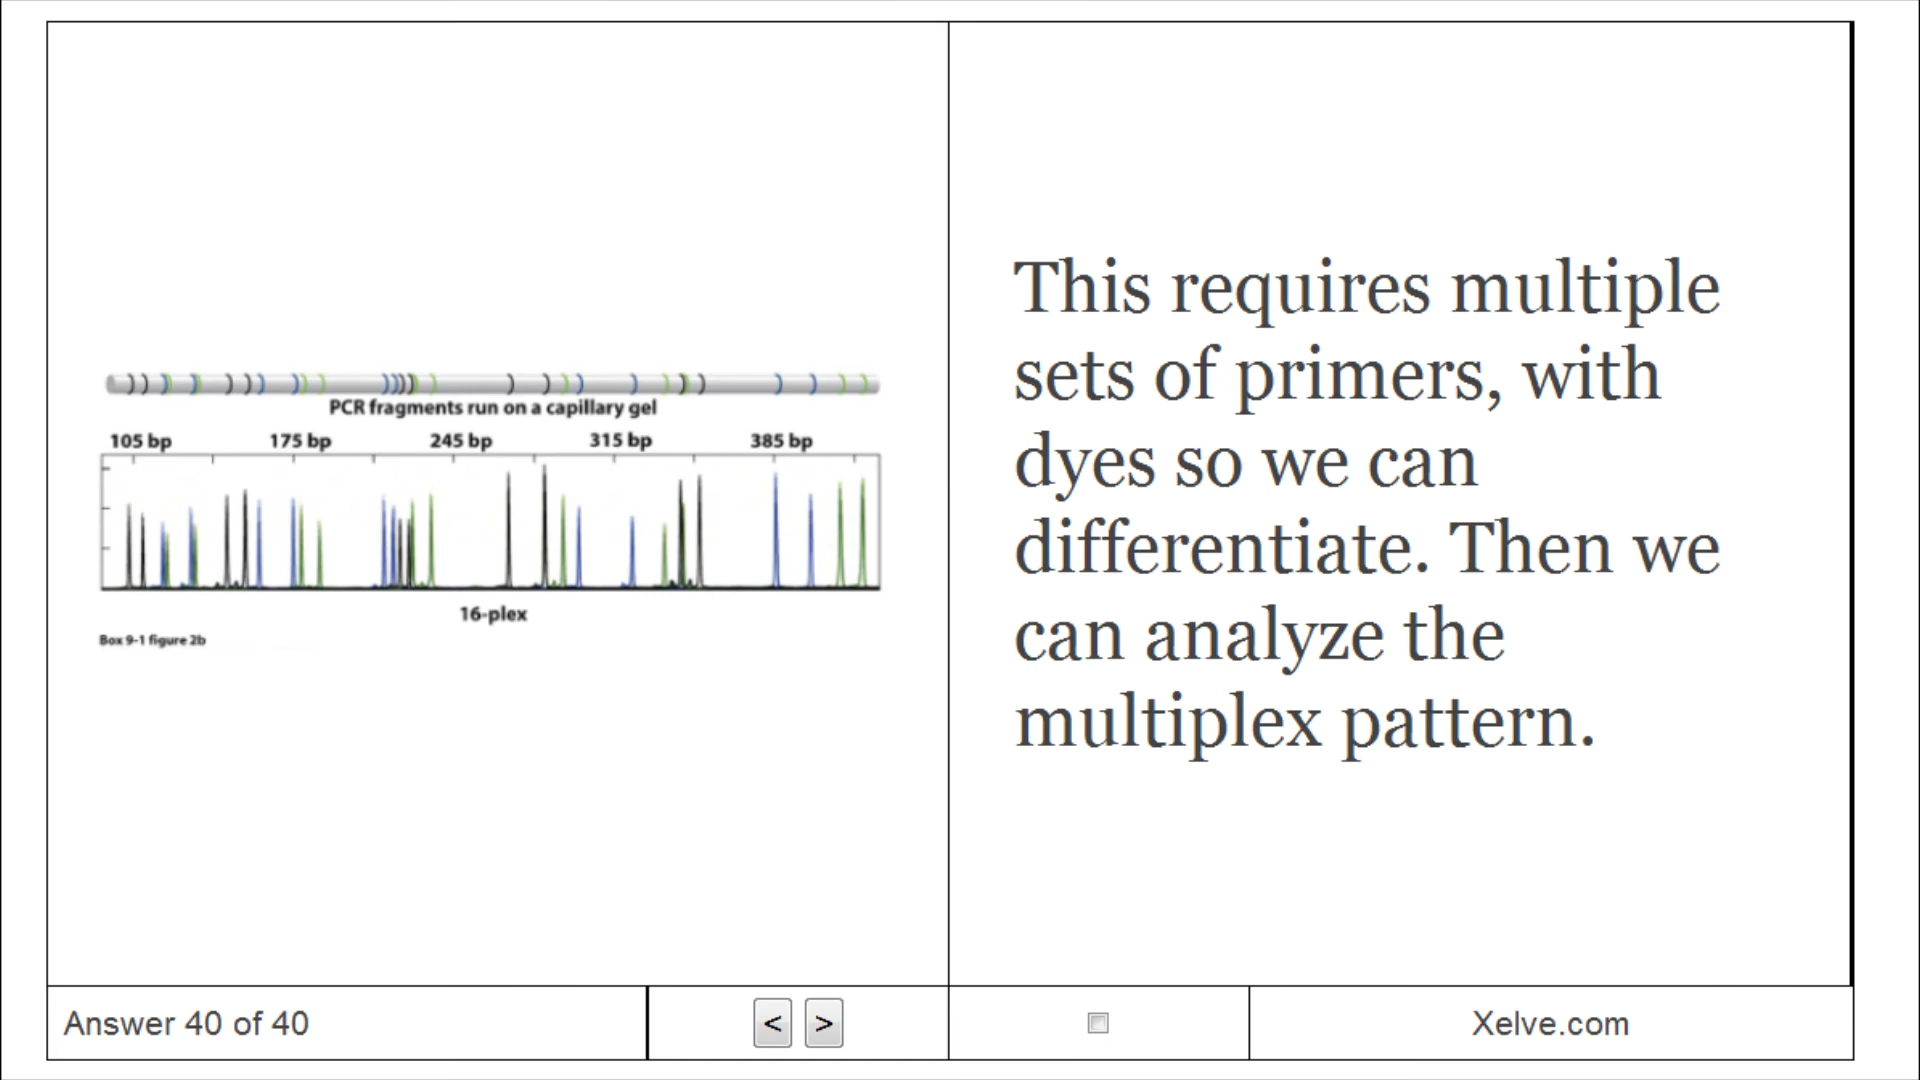 PCR fragments run on a capillary gel
105 bp 175 bp 245 bp 315 bp 385 bp
16-plex
Box 9-1 figure 2b
This requires multiple
sets of primers, with
dyes so we can
differentiate. Then we
can analyze the
multiplex pattern.
Answer 40 of 40
< >
Xelve.com